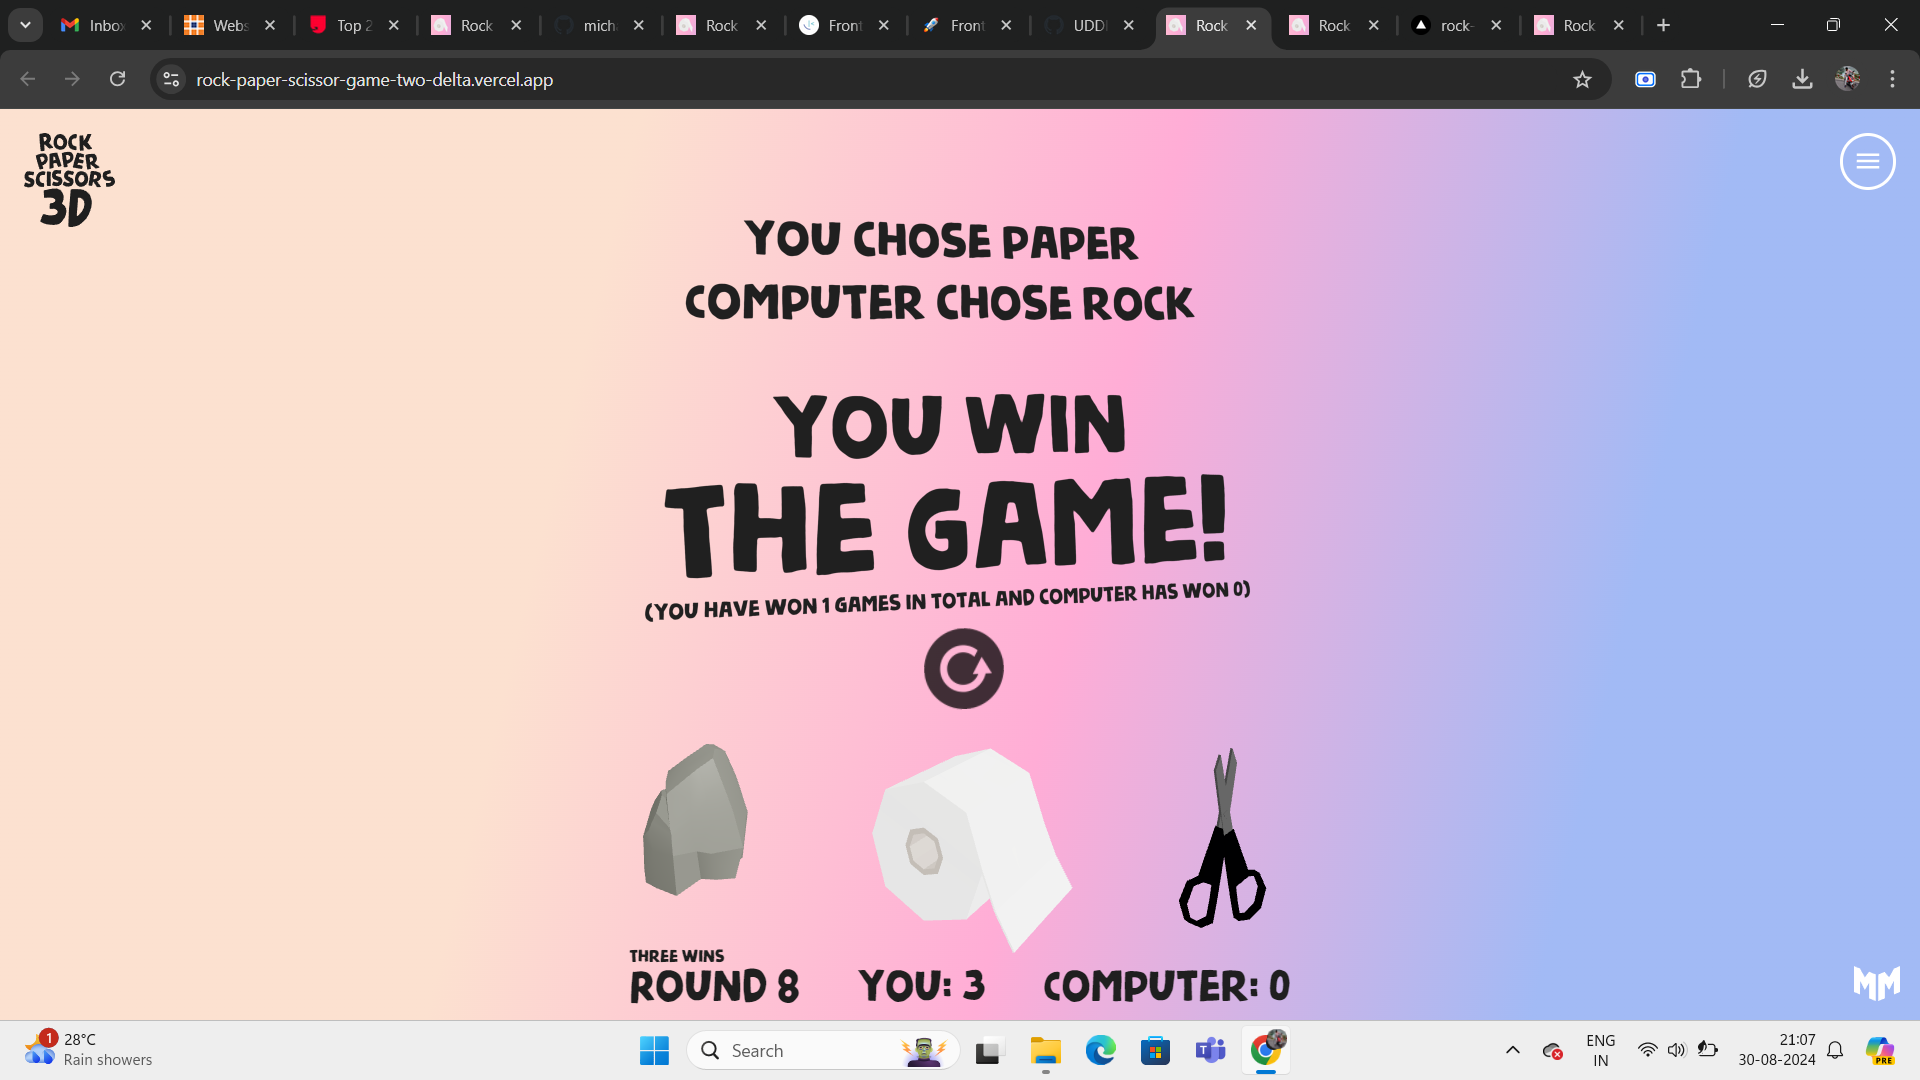 Inbox
Webs
Top 2
Rock
mich
Rock
Front
Front
UDD
Rock
Rock
rock-
Rock
rock-paper-scissor-game-two-delta.vercel.app
ROCK
PAPER
SCISSORS
3D
YOU CHOSE PAPER
COMPUTER CHOSE ROCK
YOU WIN
THE GAME!
(YOU HAVE WON 1 GAMES IN TOTAL AND COMPUTER HAS WON 0)
THREE WINS
ROUND 8
YOU: 3
COMPUTER: 0
MM
1
28°C
Rain showers
Search
ENG
IN
21:07
30-08-2024
PRE